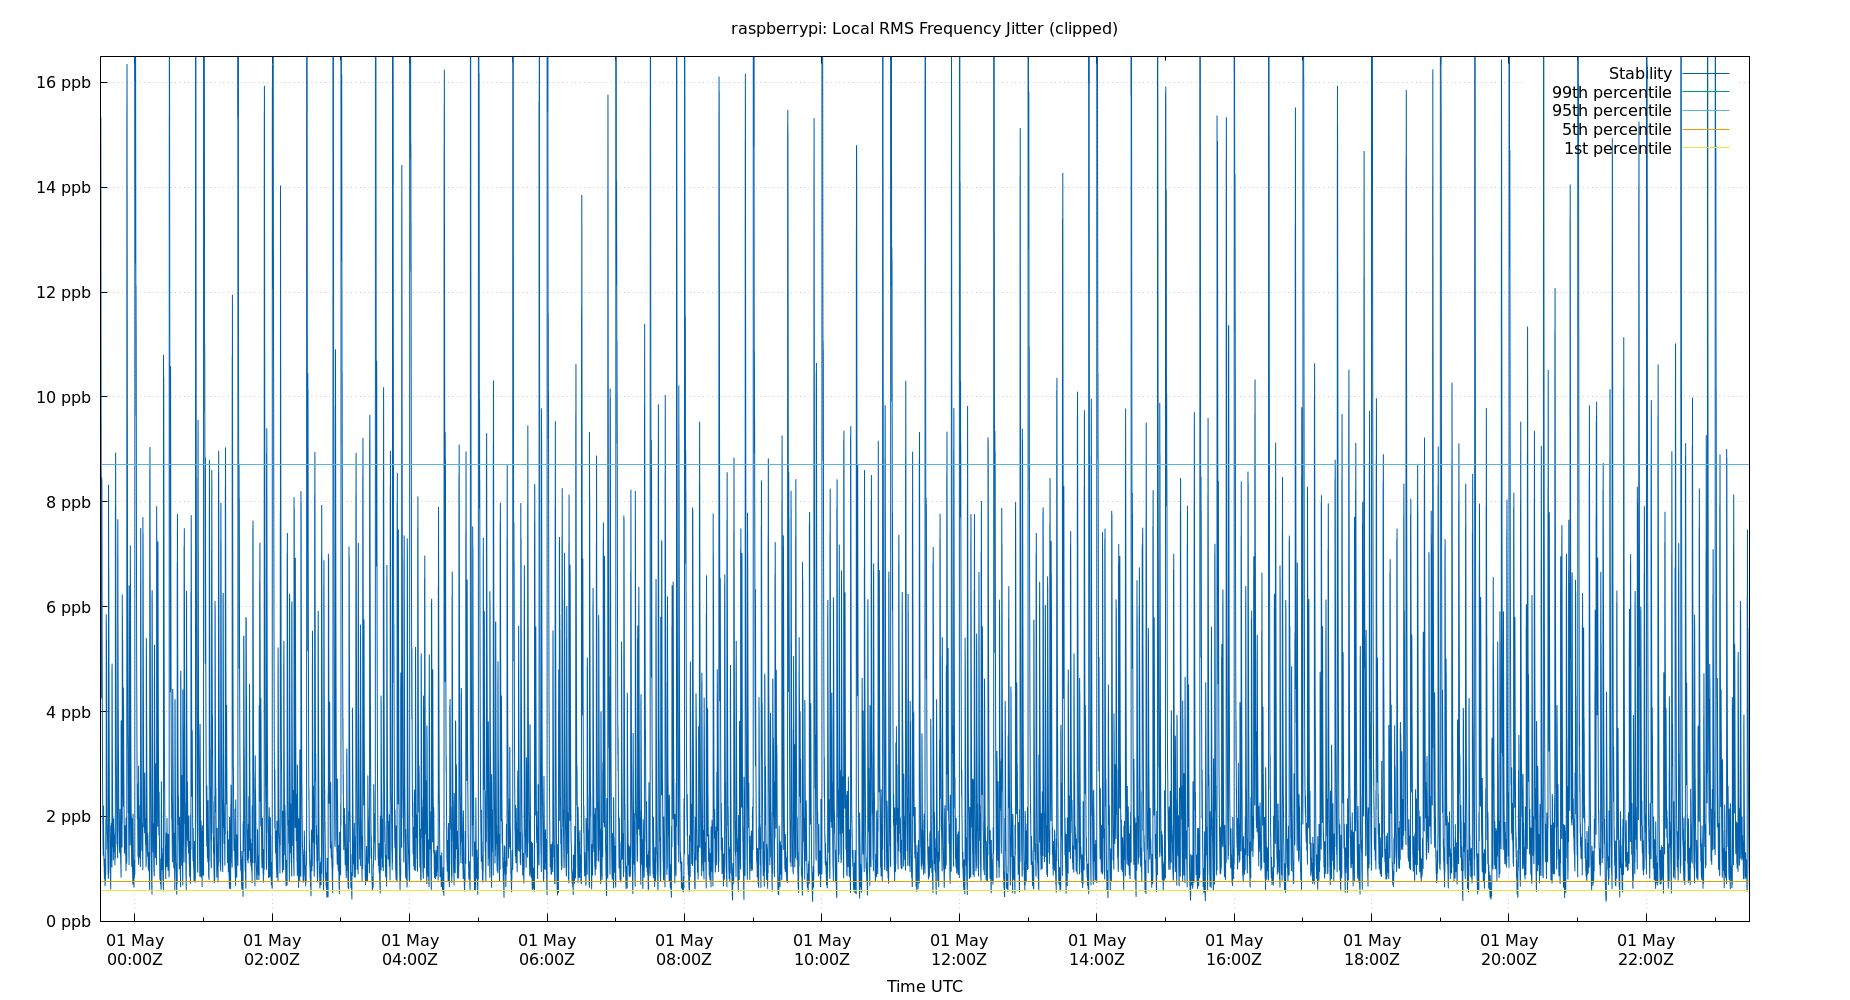 raspberrypi: Local RMS Frequency Jitter (clipped)
16 ppb
14 ppb
12 ppb
10 ppb
8 ppb
6 ppb
4 ppb
2 ppb
0 ppb
Stability
99th percentile
95th percentile
5th percentile
1st percentile
01 May 01 May 01 May 01 May 01 May 01 May 01 May 01 May 01 May 01 May 01 May 01 May
00:00Z 02:00Z 04:00Z 06:00Z 08:00Z 10:00Z 12:00Z 14:00Z 16:00Z 18:00Z 20:00Z 22:00Z
Time UTC